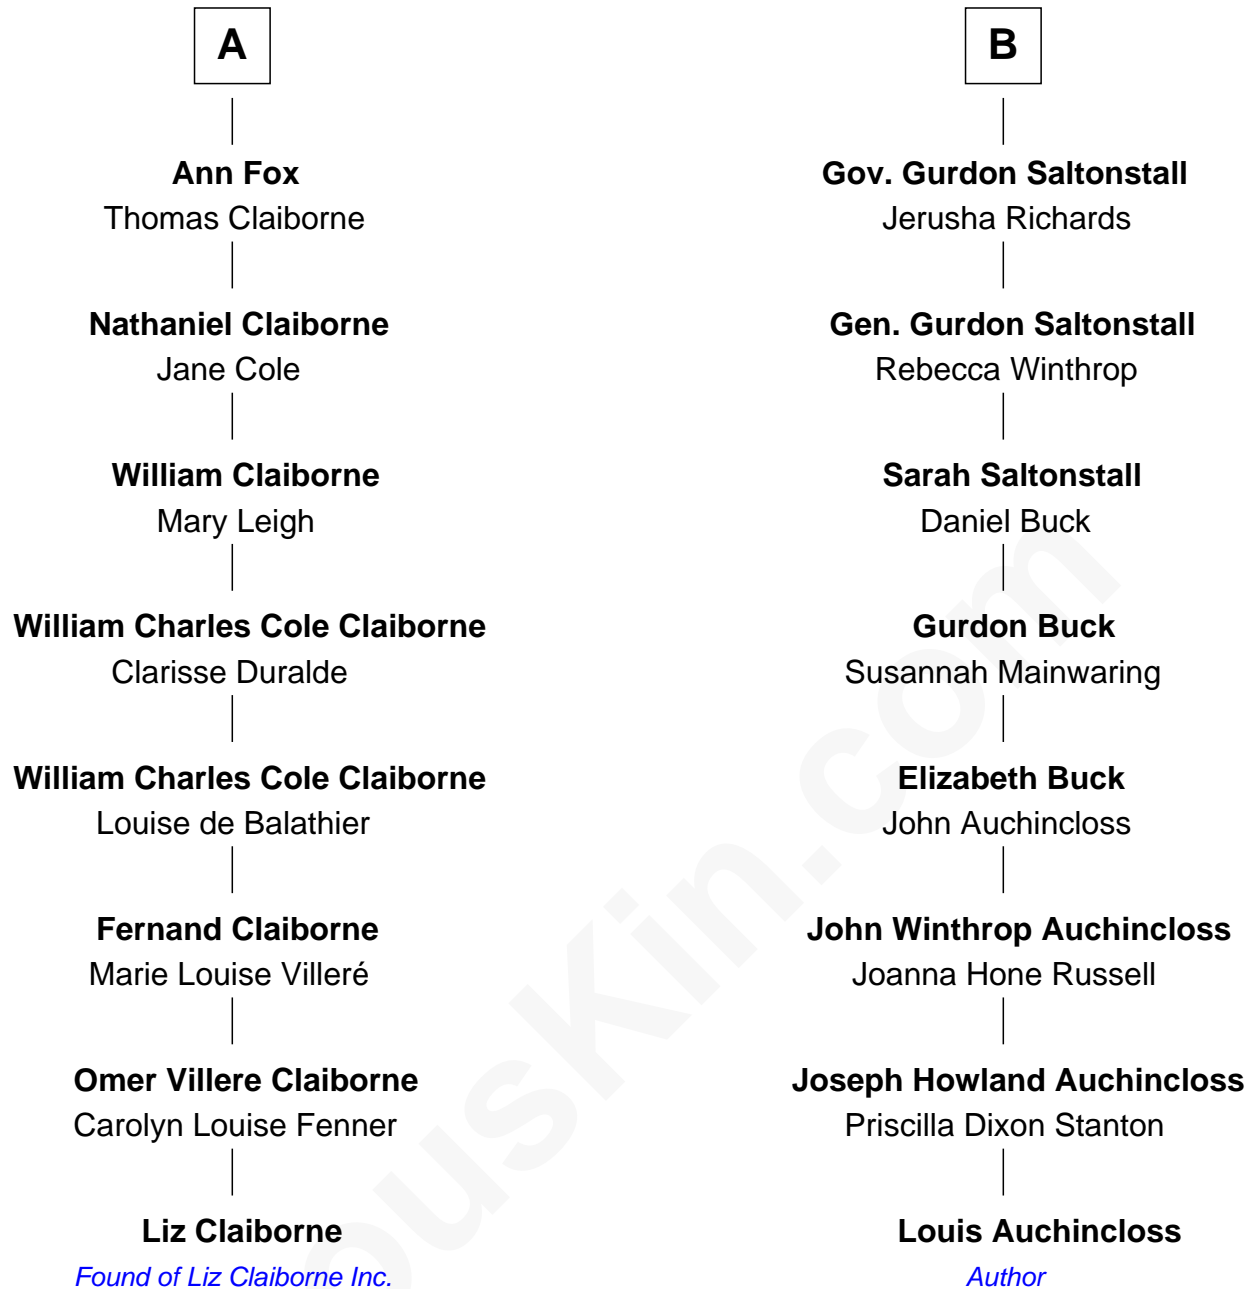 A
Ann Fox
Thomas Claiborne
Nathaniel Claiborne
Jane Cole
William Claiborne
Mary Leigh
William Charles Cole Claiborne
Clarisse Duralde
William Charles Cole Claiborne
Louise de Balathier
Fernand Claiborne
Marie Louise Villeré
Omer Villere Claiborne
Carolyn Louise Fenner
Liz Claiborne
Found of Liz Claiborne Inc.
B
Gov. Gurdon Saltonstall
Jerusha Richards
Gen. Gurdon Saltonstall
Rebecca Winthrop
Sarah Saltonstall
Daniel Buck
Gurdon Buck
Susannah Mainwaring
Elizabeth Buck
John Auchincloss
John Winthrop Auchincloss
Joanna Hone Russell
Joseph Howland Auchincloss
Priscilla Dixon Stanton
Louis Auchincloss
Author
ousKin.com